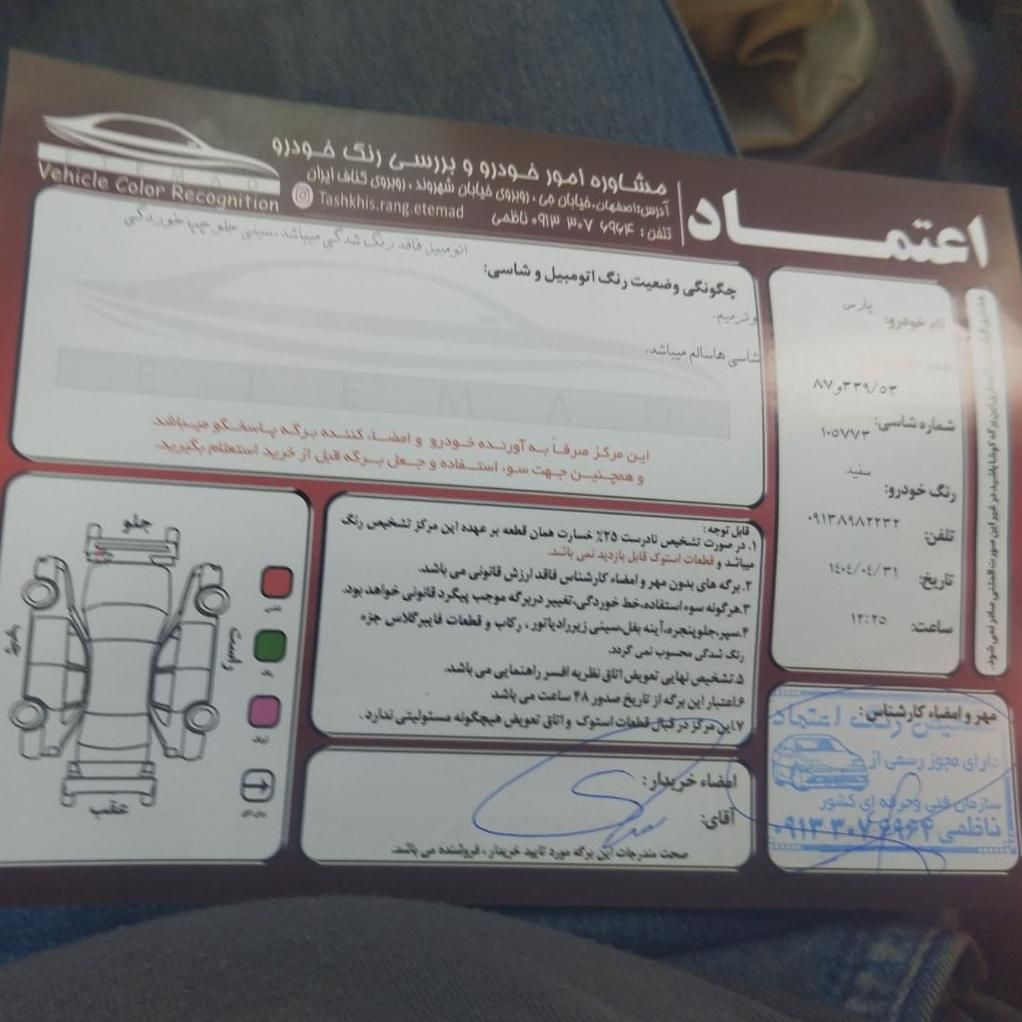 اعتمـــاد
مشاوره امور خودرو و بررسی رنگ خودرو
آدرس:اصفهان،خیابان جی ، روبروی خیابان شهروند ، روبروی کناف ایران
تلفن : ۰۹۱۳ ۳۰۷ ۶۹۶۴ ناظمی
Tashkhis.rang.etemad
ETEMAD
Vehicle Color Recognition
نام خودرو: پارس
۸۷و۳۳۹/۵۳
شماره شاسی:
۱۰۵۷۷۳
رنگ خودرو: سفید
تلفن: ۰۹۱۳۸۹۸۲۲۳۲
تاریخ: ۱۴۰۴/۰۴/۳۱
ساعت: ۱۲:۲۵
چگونگی وضعیت رنگ اتومبیل و شاسی:
اتومبیل فاقد رنگ شدگی میباشد،سینی جلو چپ خوردگی
وترمیم.
شاسی هاسالم میباشد.
ETEMAD
این مرکز صرفاً به آورنده خودرو و امضاء کننده برگه پاسخگو میباشد
و همچنین جهت سوء استفاده و جعل برگه قبل از خرید استعلام بگیرید.
قابل توجه :
۱. در صورت تشخیص نادرست ۲۵٪ خسارت همان قطعه بر عهده این مرکز تشخیص رنگ
میباشد و قطعات استوک قابل بازدید نمی باشد.
۲. برگه های بدون مهر و امضاء کارشناس فاقد ارزش قانونی می باشد.
۳.هرگونه سوء استفاده،خط خوردگی،تغییر دربرگه موجب پیگرد قانونی خواهد بود.
۴.سپر،جلوپنجره،آینه بغل،سینی زیررادیاتور ، رکاب و قطعات فایبرگلاس جزء
رنگ شدگی محسوب نمی گردد.
۵.تشخیص نهایی تعویض اتاق نظریه افسر راهنمایی می باشد.
۶.اعتبار این برگه از تاریخ صدور ۴۸ ساعت می باشد
۷.این مرکز در قبال قطعات استوک و اتاق تعویض هیچگونه مسئولیتی ندارد .
جلو
راست
چپ
عقب
مهر و امضاء کارشناس :
تشخیص رنگ اعتماد
دارای مجوز رسمی از
سازمان فنی وحرفه ای کشور
ناظمی ۰۹۱۳۳۰۷۶۹۶۴
امضاء خریدار :
آقای:
صحت مندرجات این برگه مورد تایید خریدار ، فروشنده می باشد.